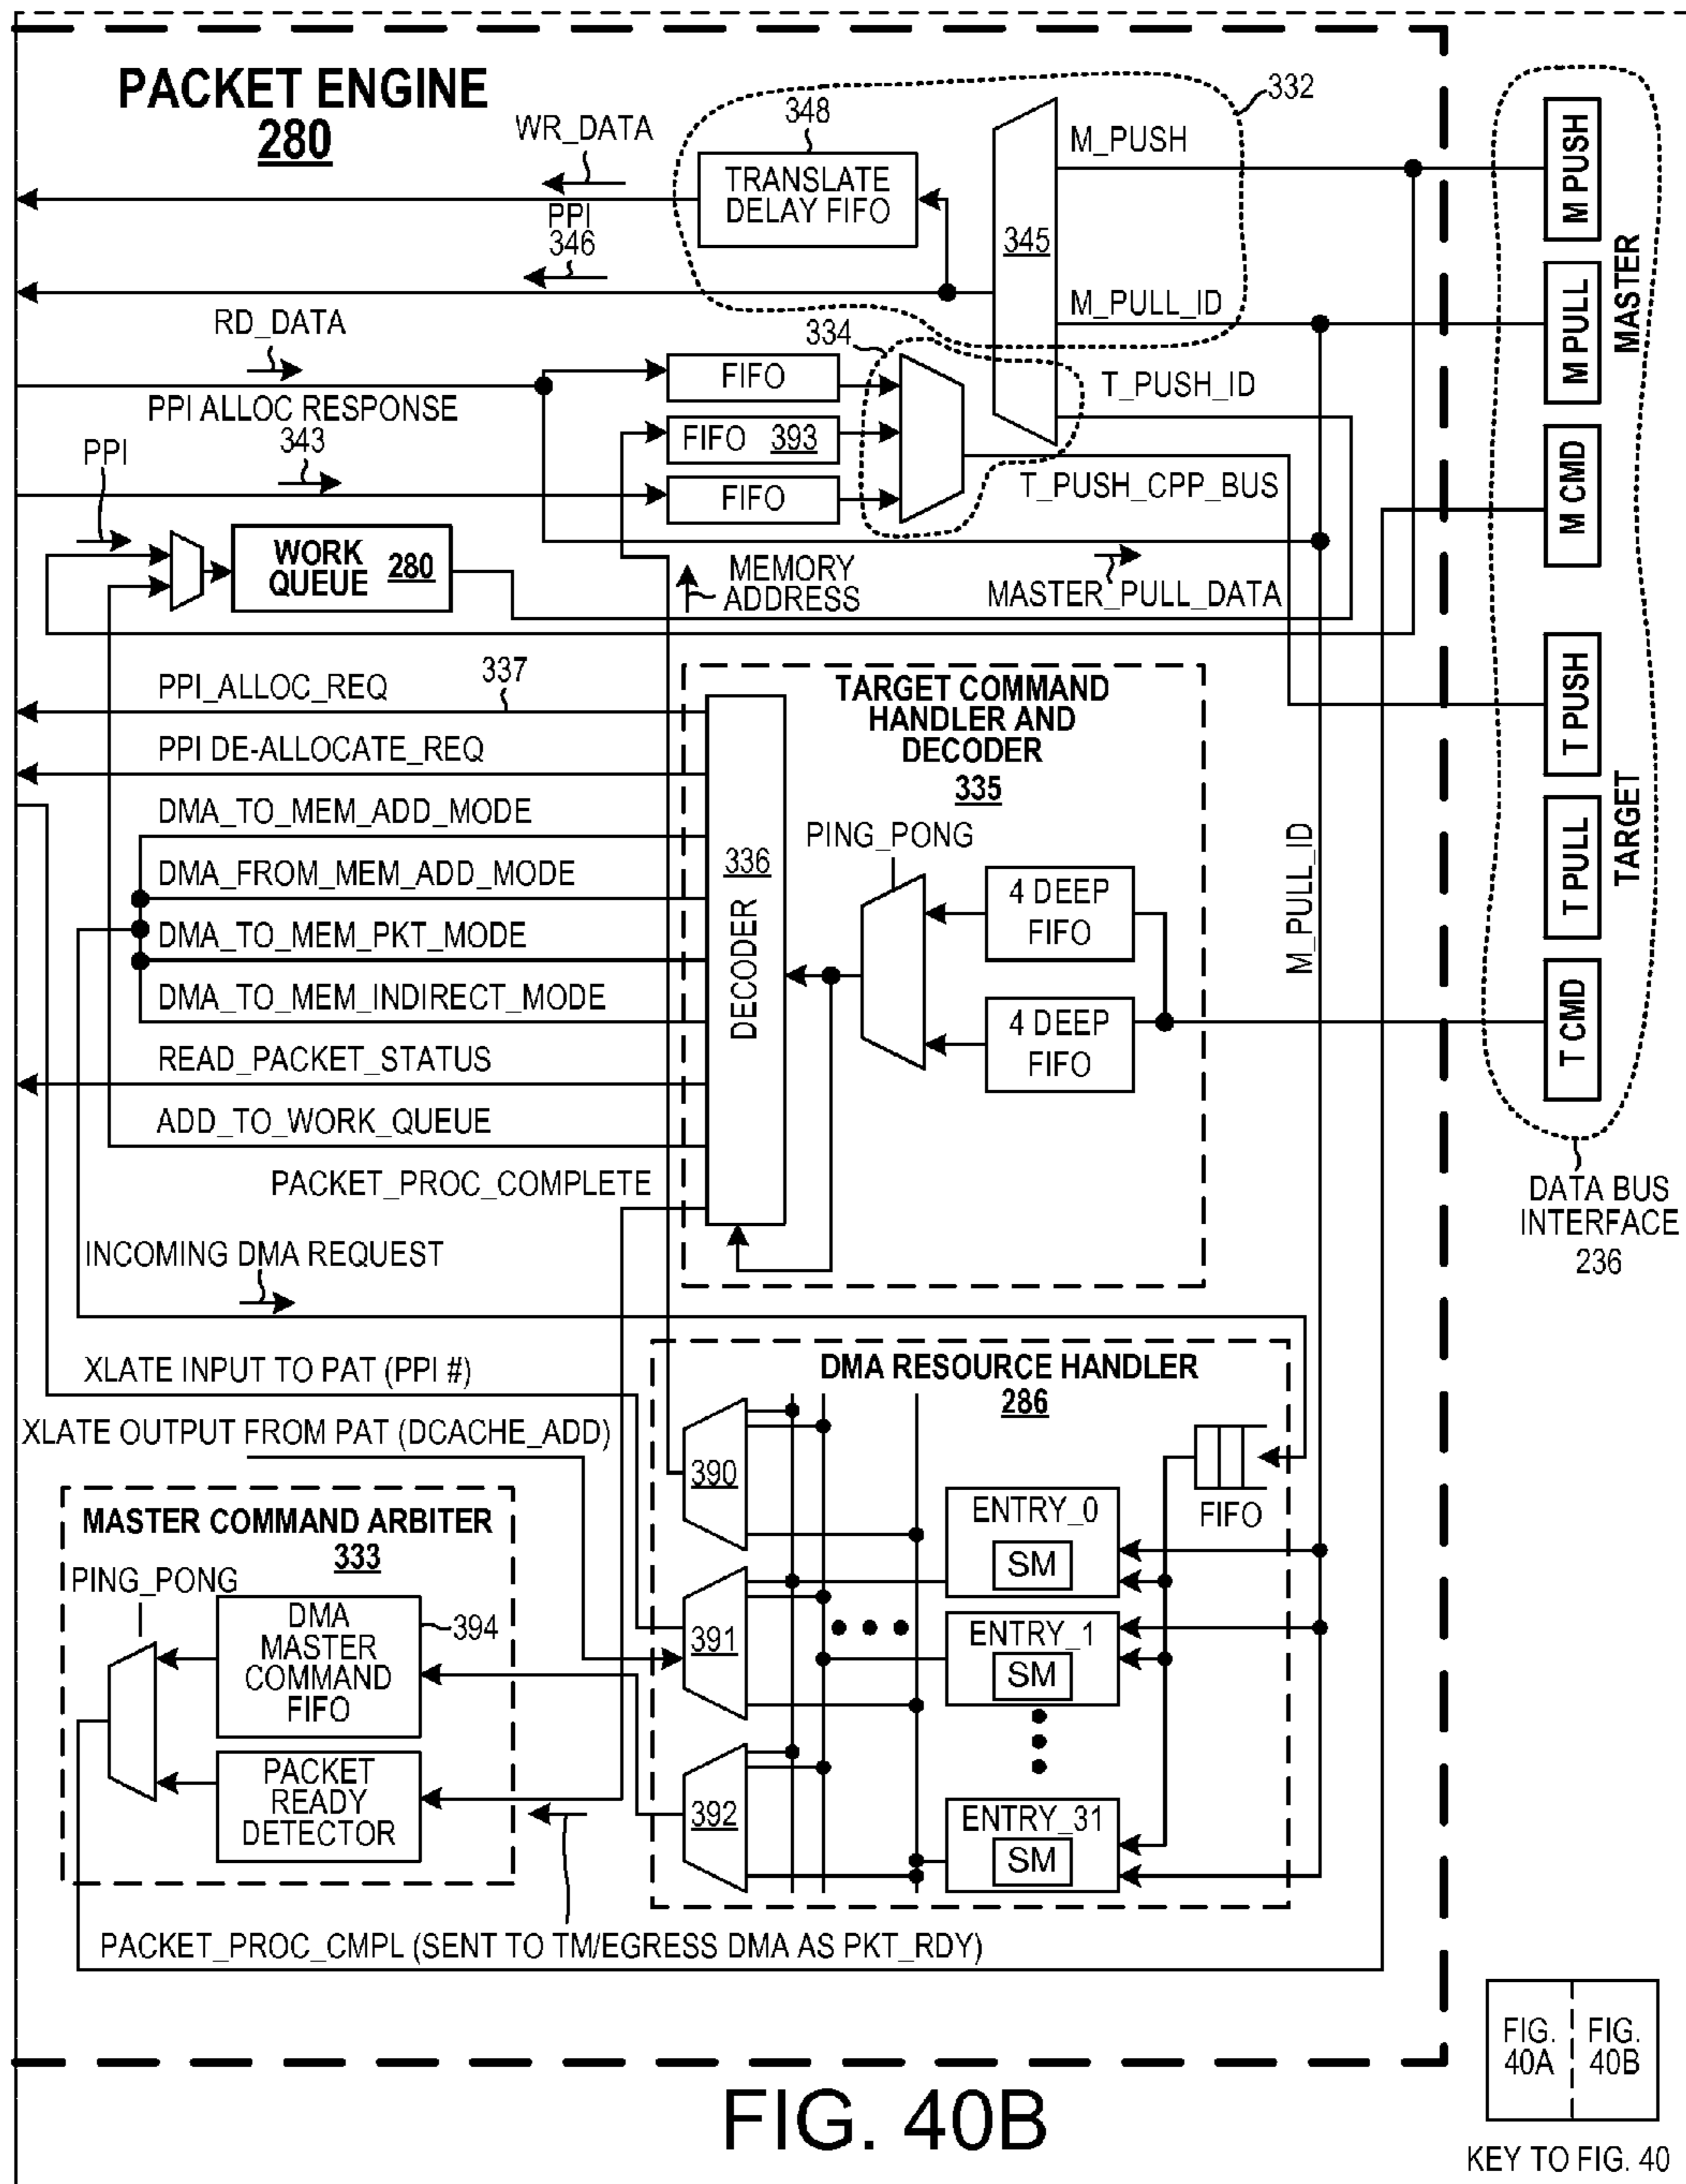 PACKET ENGINE
280
WR_DATA
348
332
TRANSLATE
DELAY FIFO
M_PUSH
M PUSH
PPI
346
345
M_PULL_ID
M PULL
MASTER
RD_DATA
334
FIFO
T_PUSH_ID
PPI ALLOC RESPONSE
343
FIFO 393
M CMD
PPI
FIFO
T_PUSH_CPP_BUS
WORK
QUEUE
280
MEMORY
ADDRESS
MASTER_PULL_DATA
PPI_ALLOC_REQ
337
TARGET COMMAND
HANDLER AND
DECODER
335
T PUSH
PPI DE-ALLOCATE_REQ
DMA_TO_MEM_ADD_MODE
PING_PONG
T PULL
TARGET
DMA_FROM_MEM_ADD_MODE
336
DECODER
4 DEEP
FIFO
M_PULL_ID
DMA_TO_MEM_PKT_MODE
DMA_TO_MEM_INDIRECT_MODE
4 DEEP
FIFO
T CMD
READ_PACKET_STATUS
ADD_TO_WORK_QUEUE
PACKET_PROC_COMPLETE
DATA BUS
INTERFACE
236
INCOMING DMA REQUEST
XLATE INPUT TO PAT (PPI #)
DMA RESOURCE HANDLER
286
XLATE OUTPUT FROM PAT (DCACHE_ADD)
390
FIFO
MASTER COMMAND ARBITER
333
ENTRY_0
SM
PING_PONG
DMA
MASTER
COMMAND
FIFO
394
391
ENTRY_1
SM
PACKET
READY
DETECTOR
392
ENTRY_31
SM
PACKET_PROC_CMPL (SENT TO TM/EGRESS DMA AS PKT_RDY)
FIG.
40A
FIG.
40B
FIG. 40B
KEY TO FIG. 40